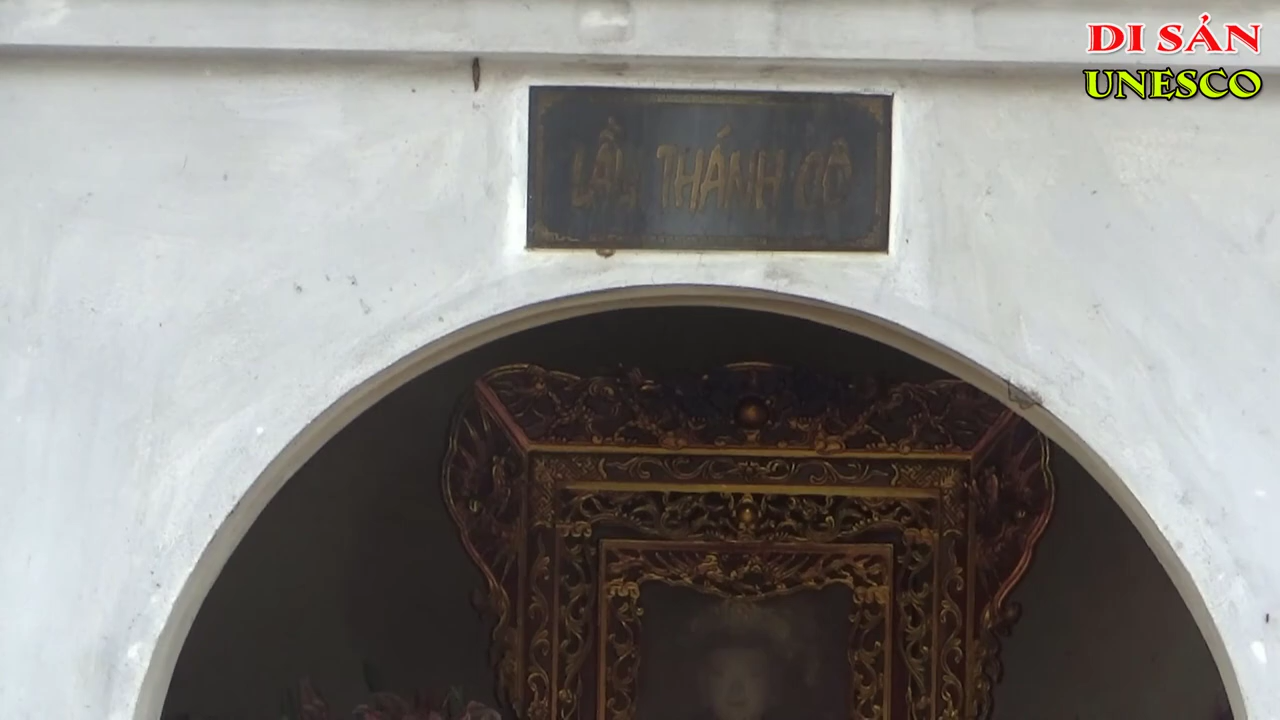 DI SẢN
UNESCO
LẦU THÁNH CÔ